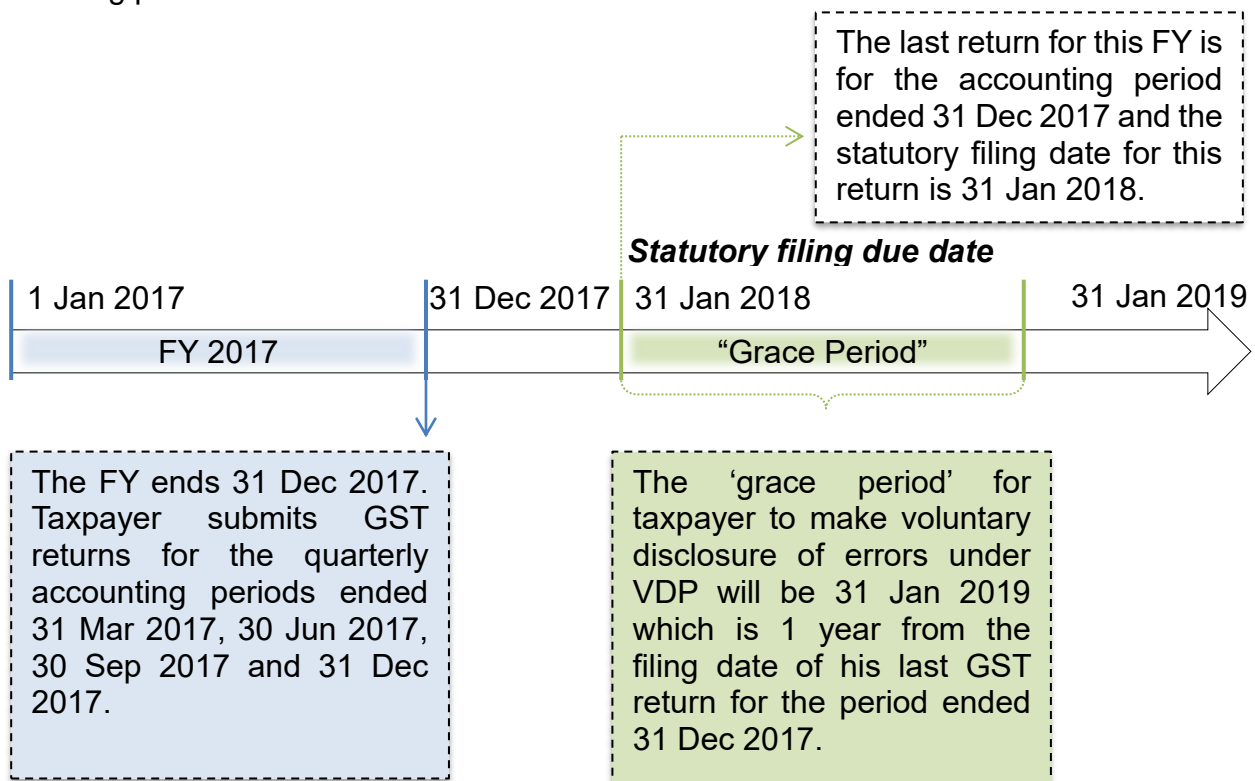 The last return for this FY is
for the accounting period
ended 31 Dec 2017 and the
statutory filing date for this
return is 31 Jan 2018.
Statutory filing due date
1 Jan 2017
31 Dec 2017
31 Jan 2018
31 Jan 2019
FY 2017
“Grace Period”
The FY ends 31 Dec 2017.
Taxpayer submits GST
returns for the quarterly
accounting periods ended
31 Mar 2017, 30 Jun 2017,
30 Sep 2017 and 31 Dec
2017.
The ‘grace period’ for
taxpayer to make voluntary
disclosure of errors under
VDP will be 31 Jan 2019
which is 1 year from the
filing date of his last GST
return for the period ended
31 Dec 2017.